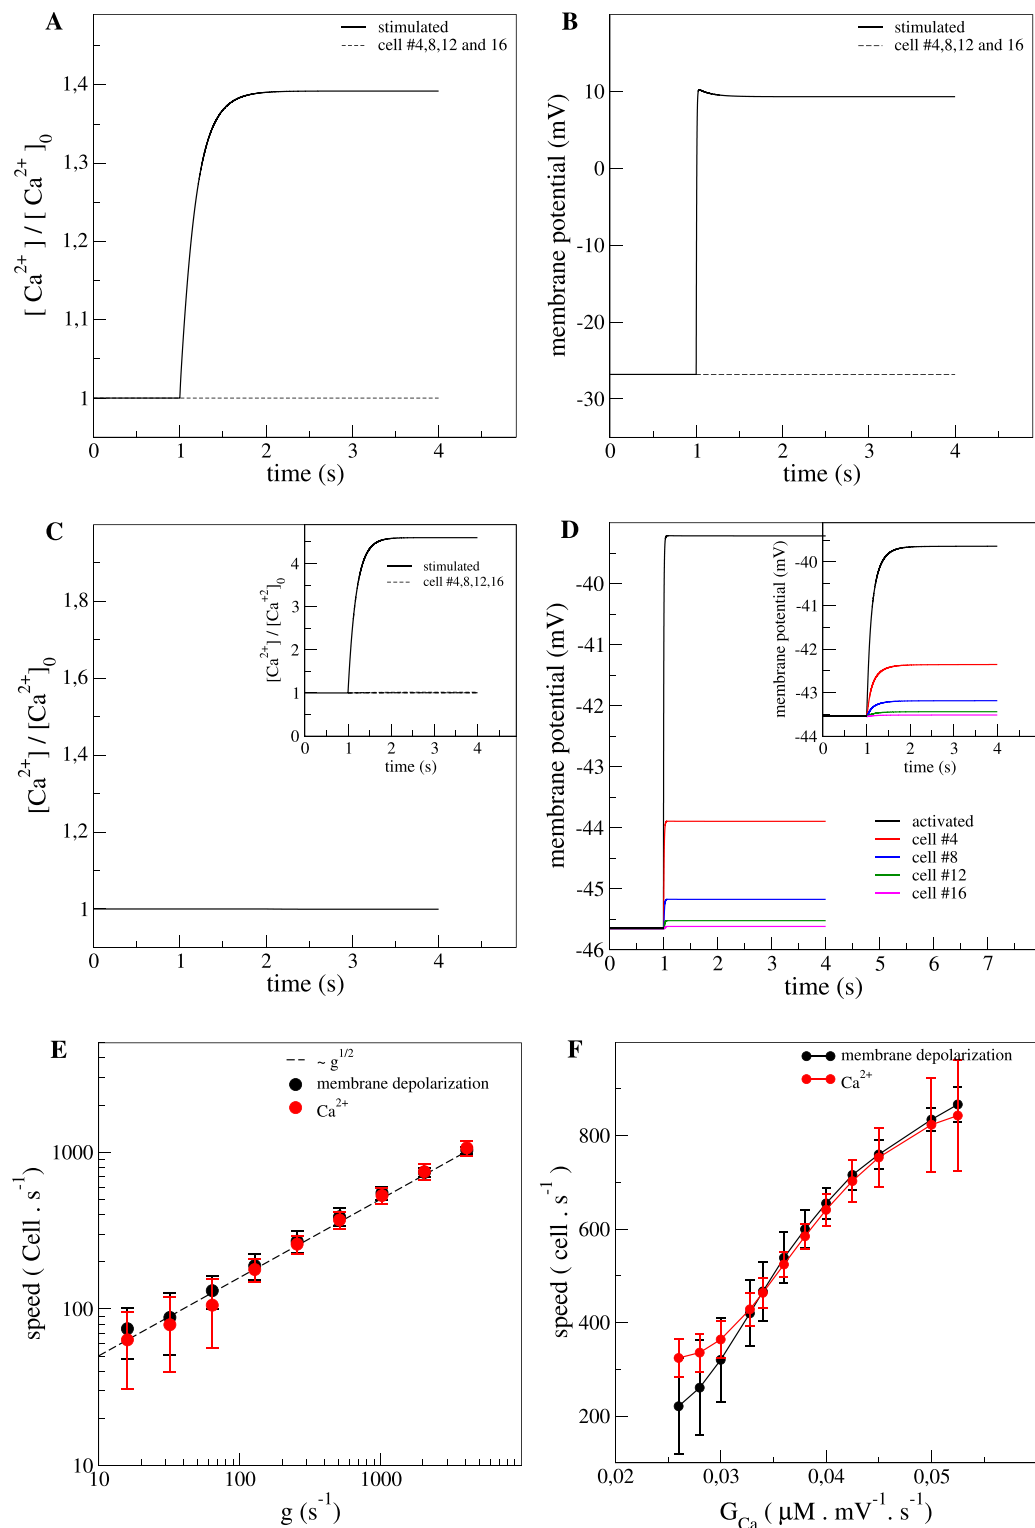 A
stimulated
cell #4,8,12 and 16
1,4
1,3
1,2
1,1
1
[ Ca2+ ] / [ Ca2+ ]0
0 1 2 3 4
time (s)
B
stimulated
cell #4,8,12 and 16
10
0
-10
-20
-30
membrane potential (mV)
0 1 2 3 4
time (s)
C
1,8
1,6
1,4
1,2
1
[Ca2+] / [Ca2+]0
0 1 2 3 4
time (s)
stimulated
cell #4,8,12,16
4
3
2
1
0
[Ca2+] / [Ca+2]0
0 1 2 3 4
time (s)
D
-40
-41
-42
-43
-44
-45
-46
membrane potential (mV)
0 1 2 3 4 5 6 7
time (s)
-40
-41
-42
-43
-44
membrane potential (mV)
0 1 2 3 4
time (s)
activated
cell #4
cell #8
cell #12
cell #16
E
~ g1/2
membrane depolarization
Ca2+
1000
100
10
speed ( Cell . s-1)
10 100 1000
g (s-1)
F
membrane depolarization
Ca2+
800
600
400
200
speed ( cell . s-1)
0,02 0,03 0,04 0,05
GCa ( μM . mV-1 . s-1)